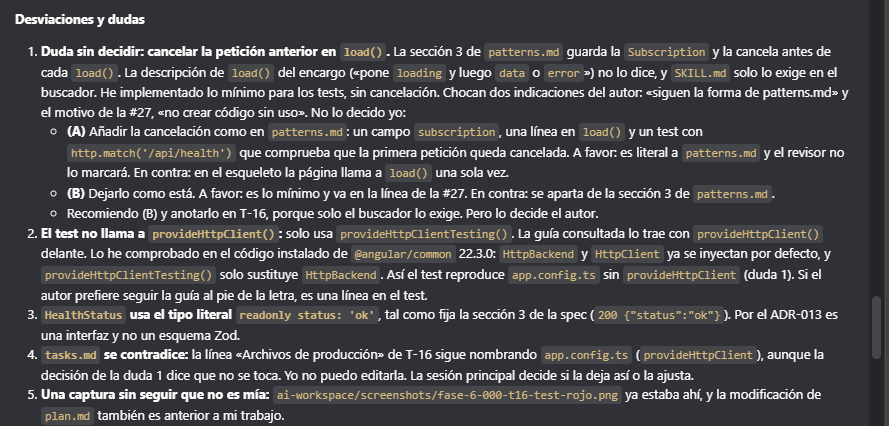 Desviaciones y dudas
1. Duda sin decidir: cancelar la petición anterior en load(). La sección 3 de patterns.md guarda la Subscription y la cancela antes de
cada load(). La descripción de load() del encargo («pone loading y luego data o error») no lo dice, y SKILL.md solo lo exige en el
buscador. He implementado lo mínimo para los tests, sin cancelación. Chocan dos indicaciones del autor: «siguen la forma de patterns.md» y
el motivo de la #27, «no crear código sin uso». No lo decido yo:
(A) Añadir la cancelación como en patterns.md: un campo subscription, una línea en load() y un test con
http.match('/api/health') que comprueba que la primera petición queda cancelada. A favor: es literal a patterns.md y el revisor no
lo marcará. En contra: en el esqueleto la página llama a load() una sola vez.
(B) Dejarlo como está. A favor: es lo mínimo y va en la línea de la #27. En contra: se aparta de la sección 3 de patterns.md.
Recomiendo (B) y anotarlo en T-16, porque solo el buscador lo exige. Pero lo decide el autor.
2. El test no llama a provideHttpClient(): solo usa provideHttpClientTesting(). La guía consultada lo trae con provideHttpClient()
delante. Lo he comprobado en el código instalado de @angular/common 22.3.0: HttpBackend y HttpClient ya se inyectan por defecto, y
provideHttpClientTesting() solo sustituye HttpBackend. Así el test reproduce app.config.ts sin provideHttpClient (duda 1). Si el
autor prefiere seguir la guía al pie de la letra, es una línea en el test.
3. HealthStatus usa el tipo literal readonly status: 'ok', tal como fija la sección 3 de la spec (200 {"status":"ok"}). Por el ADR-013 es
una interfaz y no un esquema Zod.
4. tasks.md se contradice: la línea «Archivos de producción» de T-16 sigue nombrando app.config.ts (provideHttpClient), aunque la
decisión de la duda 1 dice que no se toca. Yo no puedo editarla. La sesión principal decide si la deja así o la ajusta.
5. Una captura sin seguir que no es mía: ai-workspace/screenshots/fase-6-000-t16-test-rojo.png ya estaba ahí, y la modificación de
plan.md también es anterior a mi trabajo.